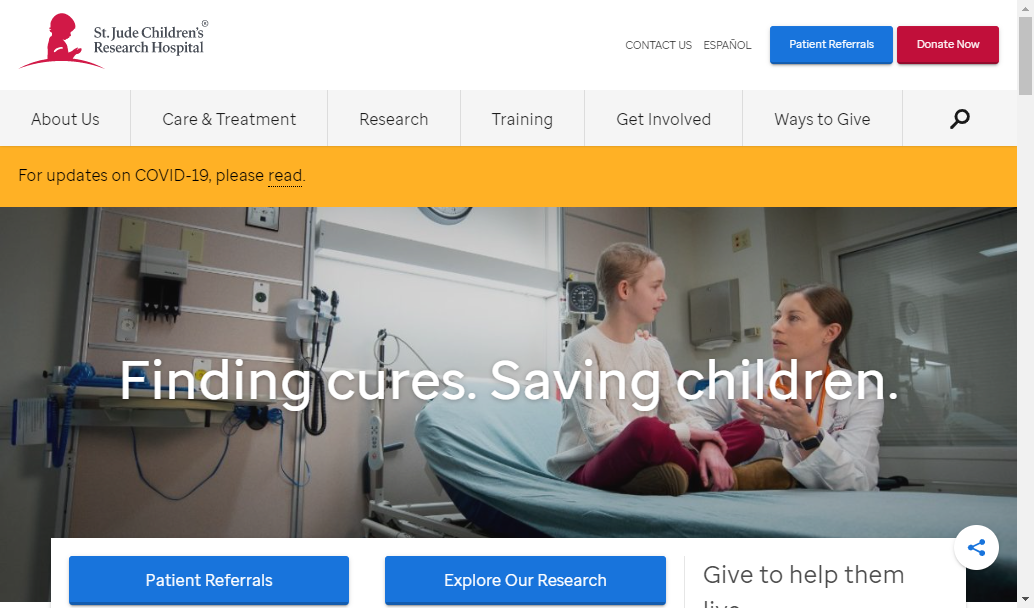 St. Jude Children's®
Research Hospital
CONTACT US
ESPAÑOL
Patient Referrals
Donate Now
About Us
Care & Treatment
Research
Training
Get Involved
Ways to Give
For updates on COVID-19, please read.
Finding cures. Saving children.
Patient Referrals
Explore Our Research
Give to help them
live